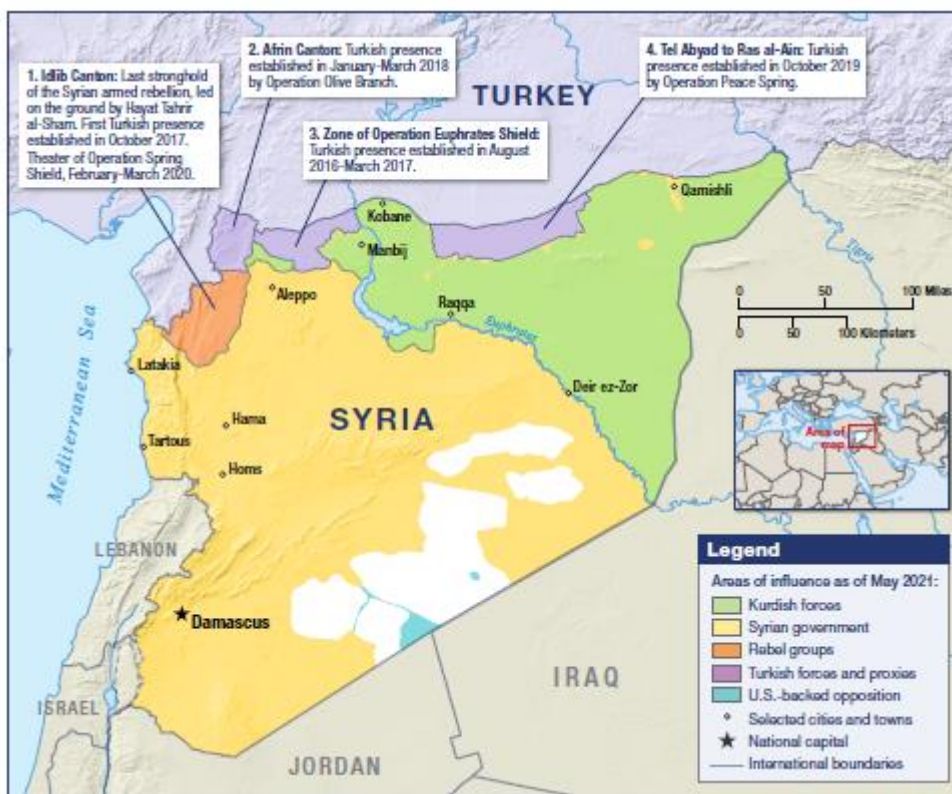 1. Idlib Canton: Last stronghold
of the Syrian armed rebellion, led
on the ground by Hayat Tahrir
al-Sham. First Turkish presence
established in October 2017.
Theater of Operation Spring
Shield, February-March 2020.
2. Afrin Canton: Turkish presence
established in January-March 2018
by Operation Olive Branch.
3. Zone of Operation Euphrates Shield:
Turkish presence established in August
2016-March 2017.
4. Tel Abyad to Ras al-Ain: Turkish
presence established in October 2019
by Operation Peace Spring.
TURKEY
Qamishli
Kobane
Manbij
Tigris
Aleppo
Raqqa
Euphrates
0 50 100 Miles
0 50 100 Kilometers
Mediterranean Sea
Latakia
Deir ez-Zor
Hama
SYRIA
Tartous
Homs
Area of
map
LEBANON
Damascus
ISRAEL
JORDAN
IRAQ
Legend
Areas of influence as of May 2021:
Kurdish forces
Syrian government
Rebel groups
Turkish forces and proxies
U.S.-backed opposition
Selected cities and towns
National capital
International boundaries